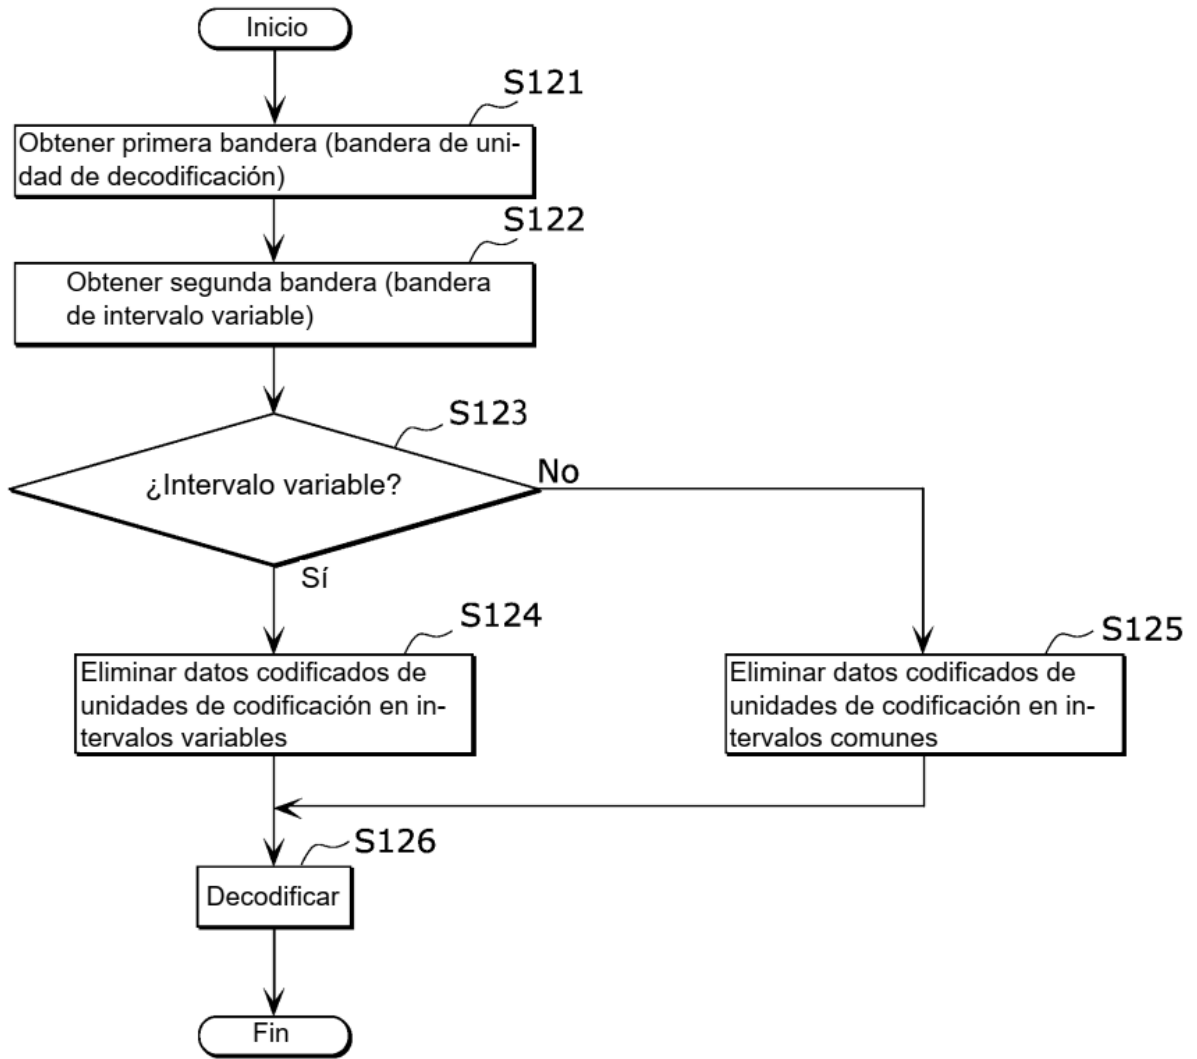 Inicio
S121
Obtener primera bandera (bandera de uni-
dad de decodificación)
S122
Obtener segunda bandera (bandera
de intervalo variable)
S123
¿Intervalo variable?
No
Sí
S124
Eliminar datos codificados de
unidades de codificación en in-
tervalos variables
S125
Eliminar datos codificados de
unidades de codificación en in-
tervalos comunes
S126
Decodificar
Fin